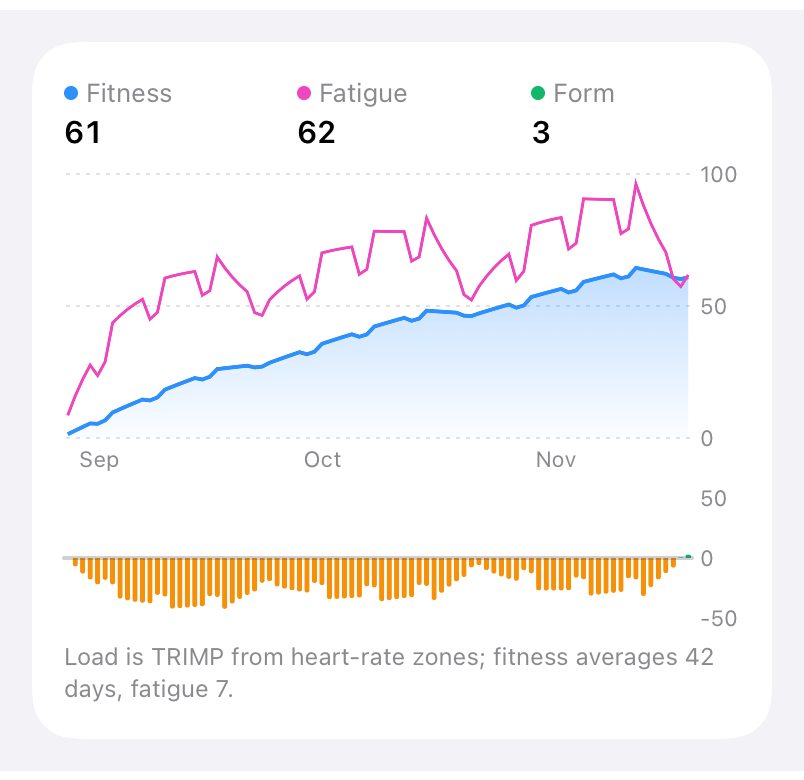 Fitness Fatigue Form
61 62 3
100
50
0
Sep Oct Nov
50
0
-50
Load is TRIMP from heart-rate zones; fitness averages 42
days, fatigue 7.